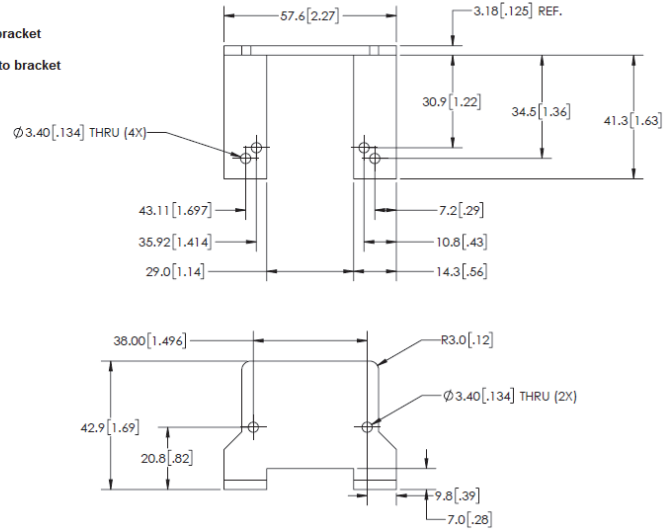 57.6[2.27]
3.18[.125] REF.
bracket
to bracket
30.9[1.22]
34.5[1.36]
41.3[1.63]
Ø3.40[.134] THRU (4X)
43.11[1.697]
7.2[.29]
35.92[1.414]
10.8[.43]
29.0[1.14]
14.3[.56]
38.00[1.496]
R3.0[.12]
Ø3.40[.134] THRU (2X)
42.9[1.69]
20.8[.82]
9.8[.39]
7.0[.28]